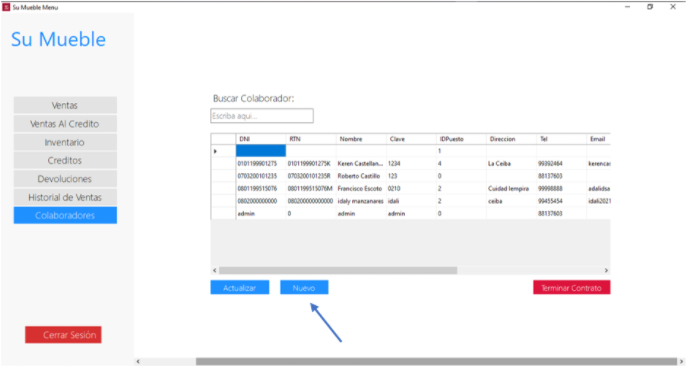 Su Mueble Menu
Su Mueble
Ventas
Ventas Al Credito
Inventario
Creditos
Devoluciones
Historial de Ventas
Colaboradores
Cerrar Sesión
Buscar Colaborador:
Escriba aqui...
DNI RTN Nombre Clave IDPuesto Direccion Tel Email
1
0101199901275 0101199901275K Keren Castellan... 1234 4 La Ceiba 99392464 kerencas
0703200101235 0703200101235R Roberto Castillo 123 0 88137603
0801199515076 0801199515076M Francisco Escoto 0210 2 Cuidad lempira 99998888 adalidsa
0802000000000 0802000000000 idaly manzanares idali 2 ceiba 99455454 idali2021
admin 0 admin admin 0 88137603
Actualizar Nuevo Terminar Contrato